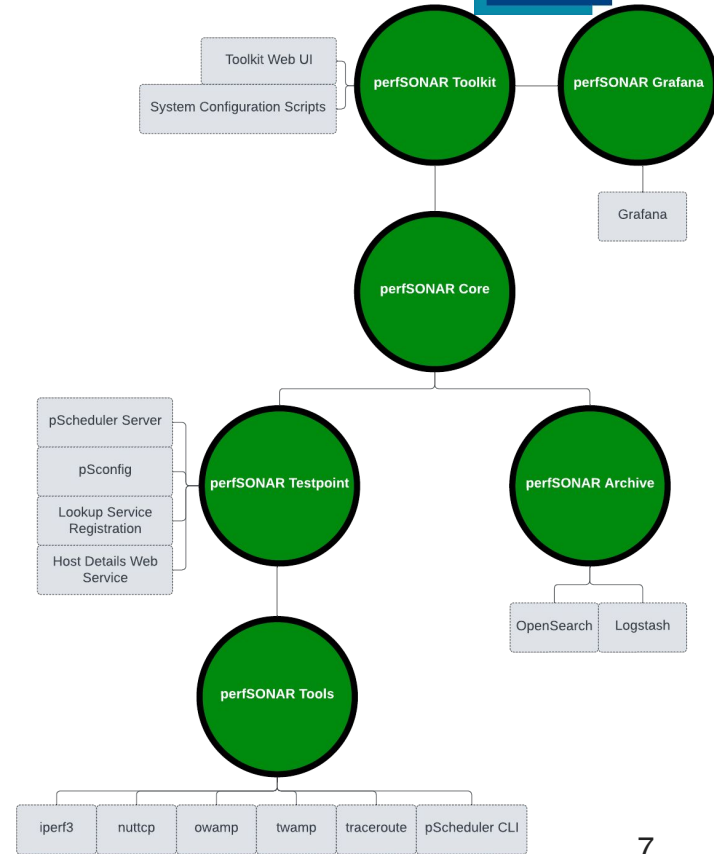 Toolkit Web UI
System Configuration Scripts
perfSONAR Toolkit
perfSONAR Grafana
Grafana
perfSONAR Core
pScheduler Server
pSconfig
Lookup Service
Registration
Host Details Web
Service
perfSONAR Testpoint
perfSONAR Archive
OpenSearch
Logstash
perfSONAR Tools
iperf3
nuttcp
owamp
twamp
traceroute
pScheduler CLI
7